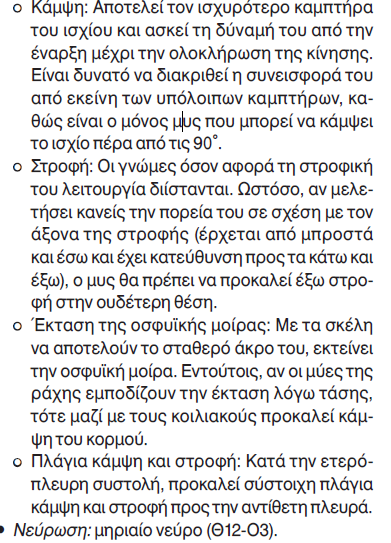 ○ Κάμψη: Αποτελεί τον ισχυρότερο καμπτήρα
του ισχίου και ασκεί τη δύναμή του από την
έναρξη μέχρι την ολοκλήρωση της κίνησης.
Είναι δυνατό να διακριθεί η συνεισφορά του
από εκείνη των υπόλοιπων καμπτήρων, κα-
θώς είναι ο μόνος μυς που μπορεί να κάμψει
το ισχίο πέρα από τις 90°.
○ Στροφή: Οι γνώμες όσον αφορά τη στροφική
του λειτουργία διίστανται. Ωστόσο, αν μελε-
τήσει κανείς την πορεία του σε σχέση με τον
άξονα της στροφής (έρχεται από μπροστά
και έσω και έχει κατεύθυνση προς τα κάτω και
έξω), ο μυς θα πρέπει να προκαλεί έξω στρο-
φή στην ουδέτερη θέση.
○ Έκταση της οσφυϊκής μοίρας: Με τα σκέλη
να αποτελούν το σταθερό άκρο του, εκτείνει
την οσφυϊκή μοίρα. Εντούτοις, αν οι μύες της
ράχης εμποδίζουν την έκταση λόγω τάσης,
τότε μαζί με τους κοιλιακούς προκαλεί κάμ-
ψη του κορμού.
○ Πλάγια κάμψη και στροφή: Κατά την ετερό-
πλευρη συστολή, προκαλεί σύστοιχη πλάγια
κάμψη και στροφή προς την αντίθετη πλευρά.
• Νεύρωση: μηριαίο νεύρο (Θ12-Ο3).